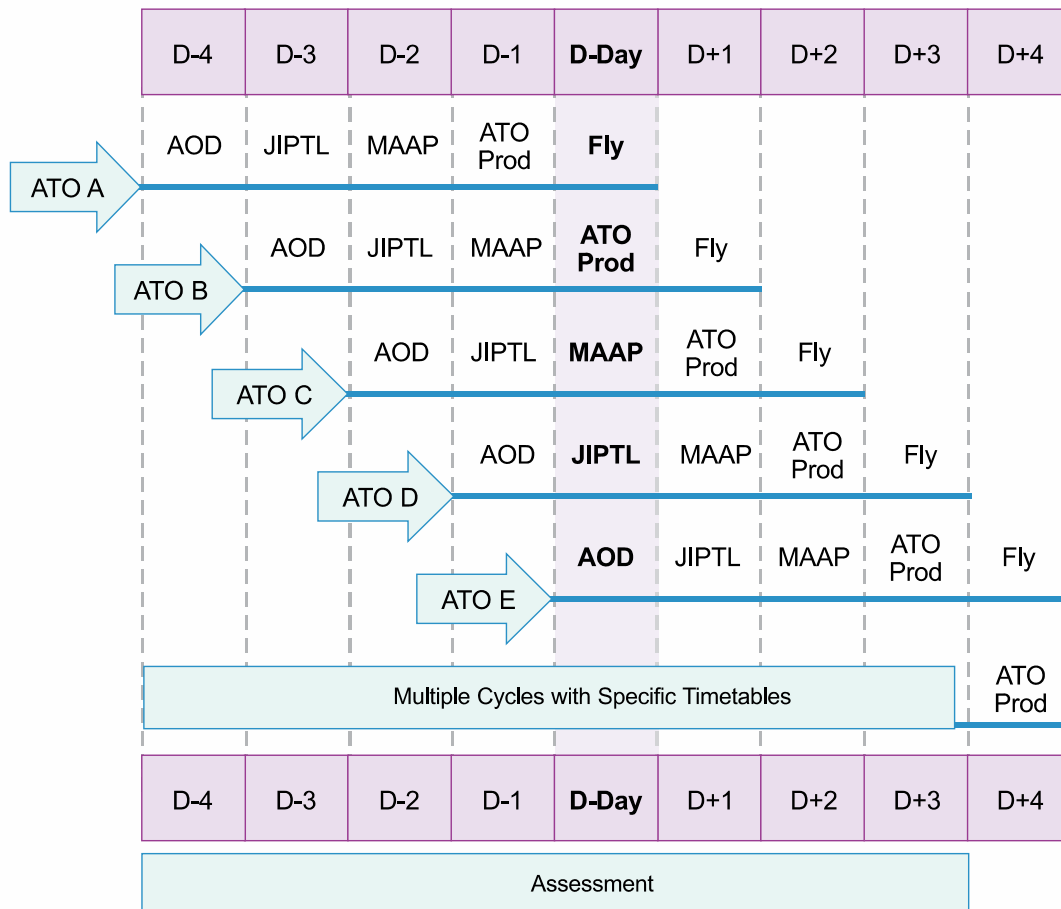 D-4 D-3 D-2 D-1 D-Day D+1 D+2 D+3 D+4
AOD JIPTL MAAP ATO Prod Fly
ATO A
AOD JIPTL MAAP ATO Prod Fly
ATO B
AOD JIPTL MAAP ATO Prod Fly
ATO C
AOD JIPTL MAAP ATO Prod Fly
ATO D
AOD JIPTL MAAP ATO Prod Fly
ATO E
Multiple Cycles with Specific Timetables
ATO Prod
D-4 D-3 D-2 D-1 D-Day D+1 D+2 D+3 D+4
Assessment